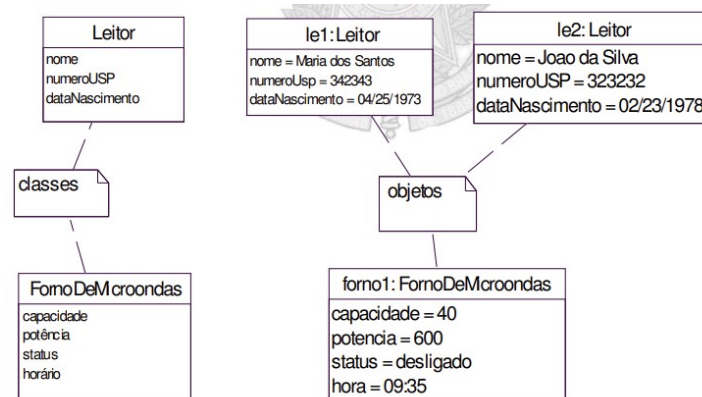 Leitor
nome
numeroUSP
dataNascimento
classes
FornoDeMcroondas
capacidade
potência
status
horário
le1: Leitor
nome = Maria dos Santos
numeroUsp = 342343
dataNascimento = 04/25/1973
le2: Leitor
nome = Joao da Silva
numeroUSP = 323232
dataNascimento = 02/23/1978
objetos
forno1: FornoDeMcroondas
capacidade = 40
potencia = 600
status = desligado
hora = 09:35